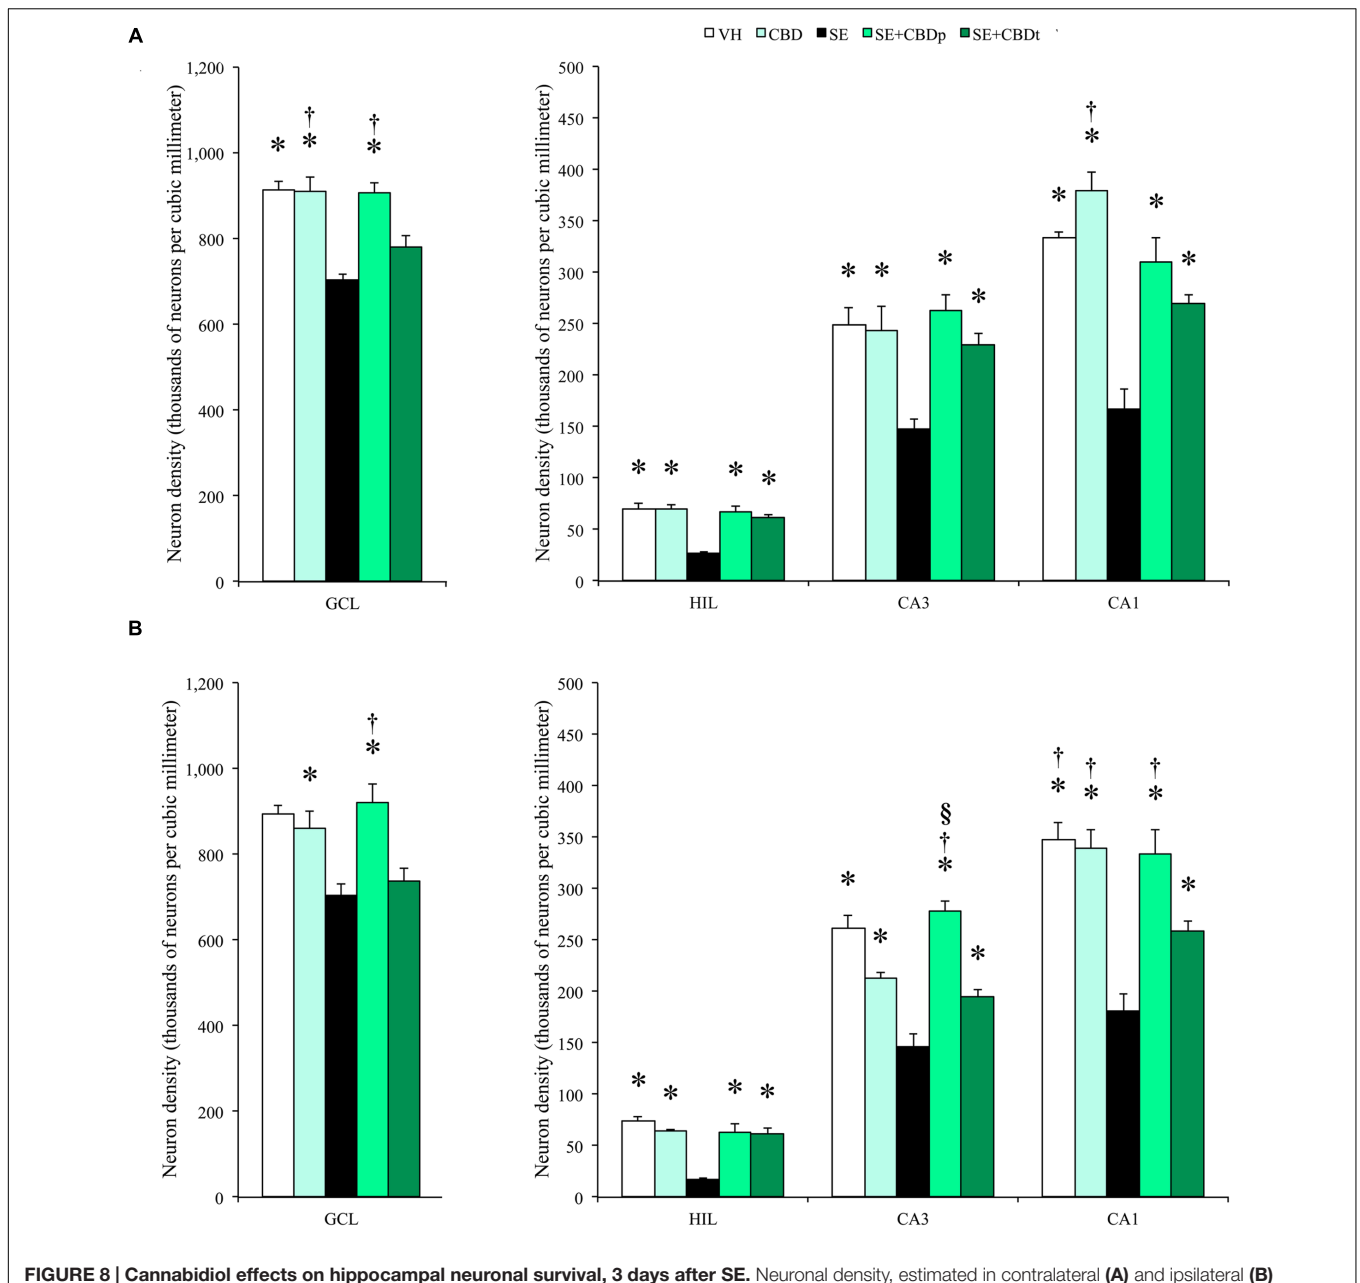 A
VH CBD SE SE+CBDp SE+CBDt
Neuron density (thousands of neurons per cubic millimeter)
1,200
1,000
800
600
400
200
0
† †
* * *
GCL
Neuron density (thousands of neurons per cubic millimeter)
500
450
400
350
300
250
200
150
100
50
0
* * * *
* * * *
†
* * * *
HIL CA3 CA1
B
Neuron density (thousands of neurons per cubic millimeter)
1,200
1,000
800
600
400
200
0
†
* *
GCL
Neuron density (thousands of neurons per cubic millimeter)
500
450
400
350
300
250
200
150
100
50
0
* * * *
§
†
* * * *
† † †
* * * *
HIL CA3 CA1
FIGURE 8 | Cannabidiol effects on hippocampal neuronal survival, 3 days after SE. Neuronal density, estimated in contralateral (A) and ipsilateral (B)